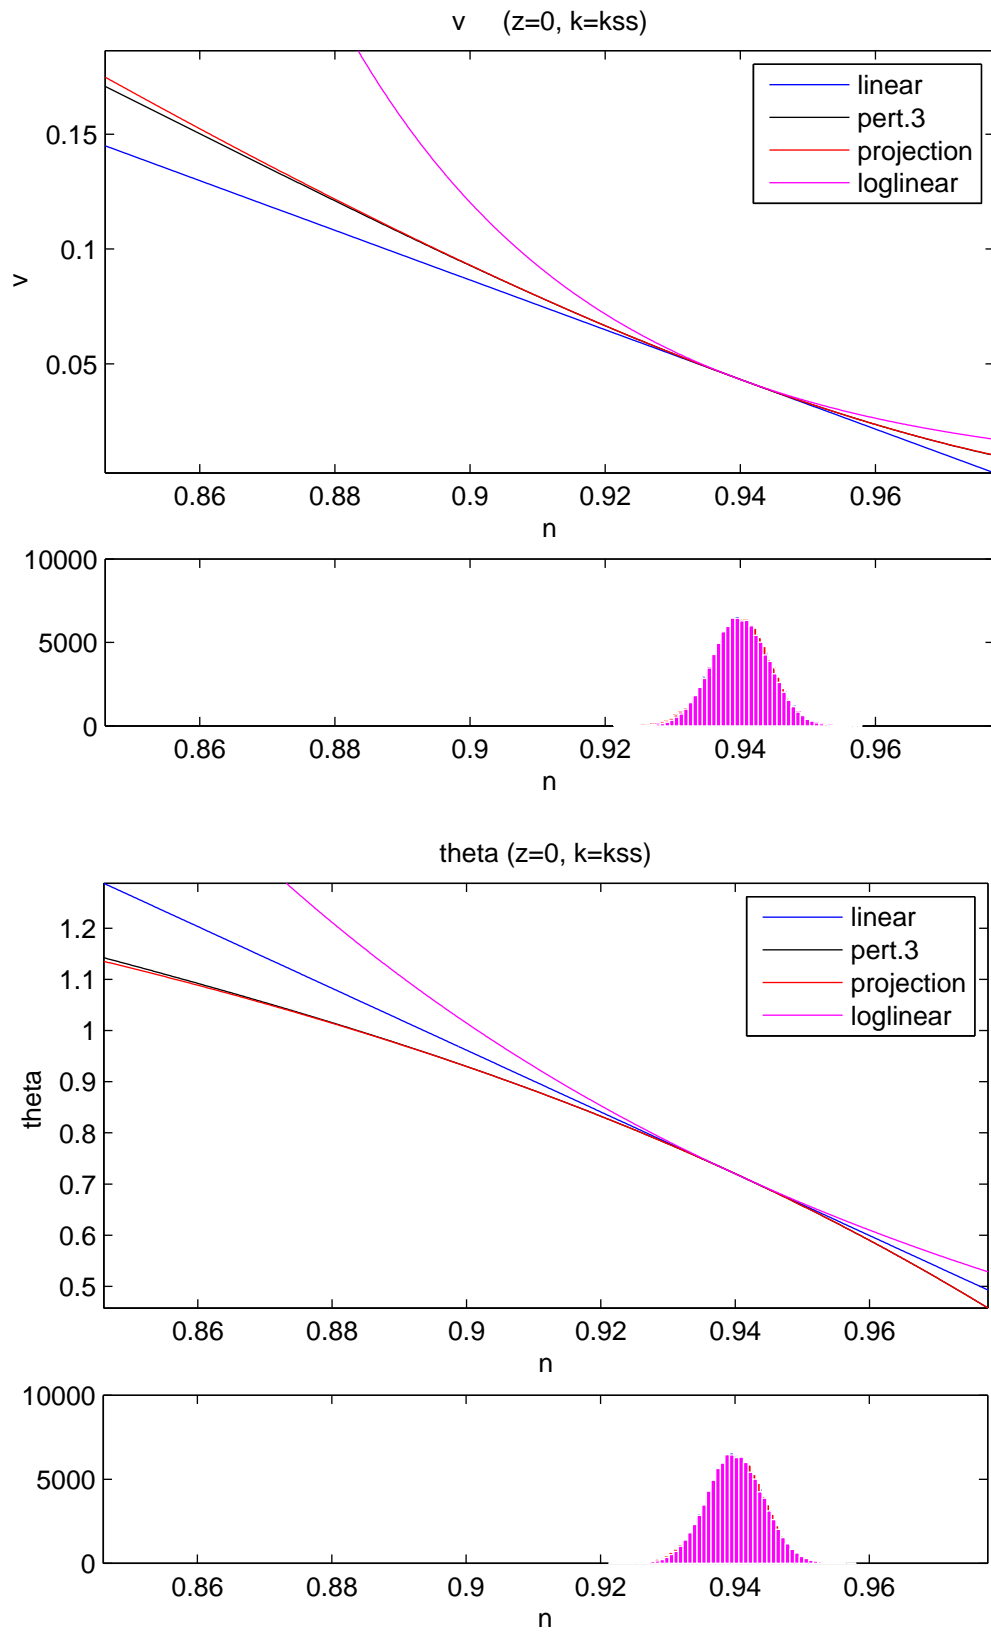 v (z=0, k=kss)
linear
pert.3
projection
loglinear
0.15
0.1
0.05
v
0.86 0.88 0.9 0.92 0.94 0.96
n
10000
5000
0
0.86 0.88 0.9 0.92 0.94 0.96
n
theta (z=0, k=kss)
linear
pert.3
projection
loglinear
1.2
1.1
1
0.9
0.8
0.7
0.6
0.5
theta
0.86 0.88 0.9 0.92 0.94 0.96
n
10000
5000
0
0.86 0.88 0.9 0.92 0.94 0.96
n